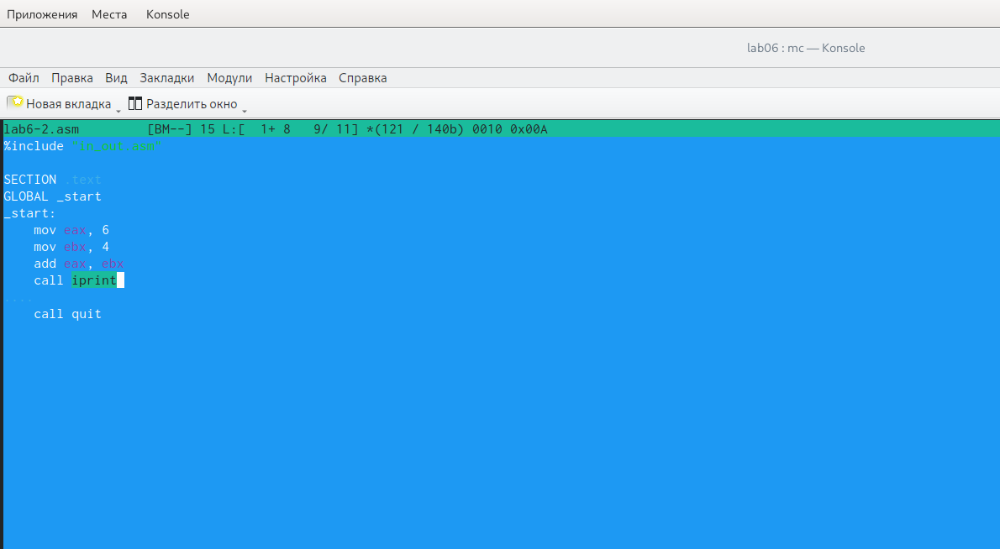 Приложения Места Konsole
lab06 : mc — Konsole
Файл Правка Вид Закладки Модули Настройка Справка
Новая вкладка Разделить окно
lab6-2.asm [BM--] 15 L:[ 1+ 8 9/ 11] *(121 / 140b) 0010 0x00A
%include "in_out.asm"
SECTION .text
GLOBAL _start
_start:
mov eax, 6
mov ebx, 4
add eax, ebx
call iprint
....
call quit